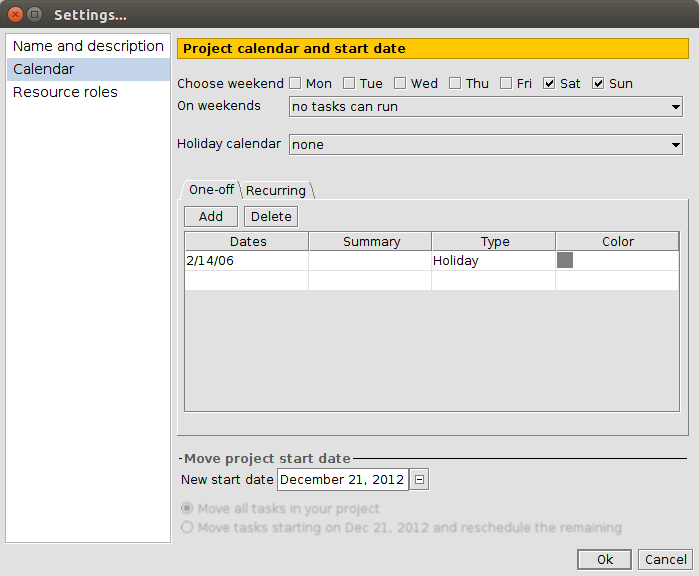 Settings...
Name and description
Calendar
Resource roles
Project calendar and start date
Choose weekend Mon Tue Wed Thu Fri Sat Sun
On weekends no tasks can run
Holiday calendar none
One-off Recurring
Add Delete
Dates Summary Type Color
2/14/06 Holiday
Move project start date
New start date December 21, 2012
Move all tasks in your project
Move tasks starting on Dec 21, 2012 and reschedule the remaining
Ok Cancel